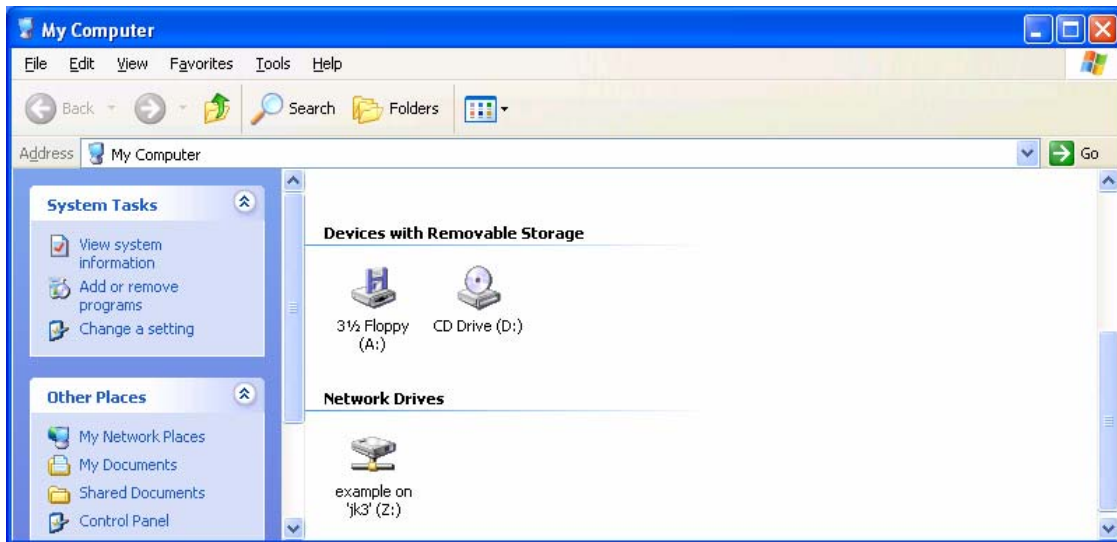 My Computer
File Edit View Favorites Tools Help
Back Search Folders
Address My Computer Go
System Tasks
View system
information
Add or remove
programs
Change a setting
Other Places
My Network Places
My Documents
Shared Documents
Control Panel
Devices with Removable Storage
3½ Floppy
(A:)
CD Drive (D:)
Network Drives
example on
'jk3' (Z:)